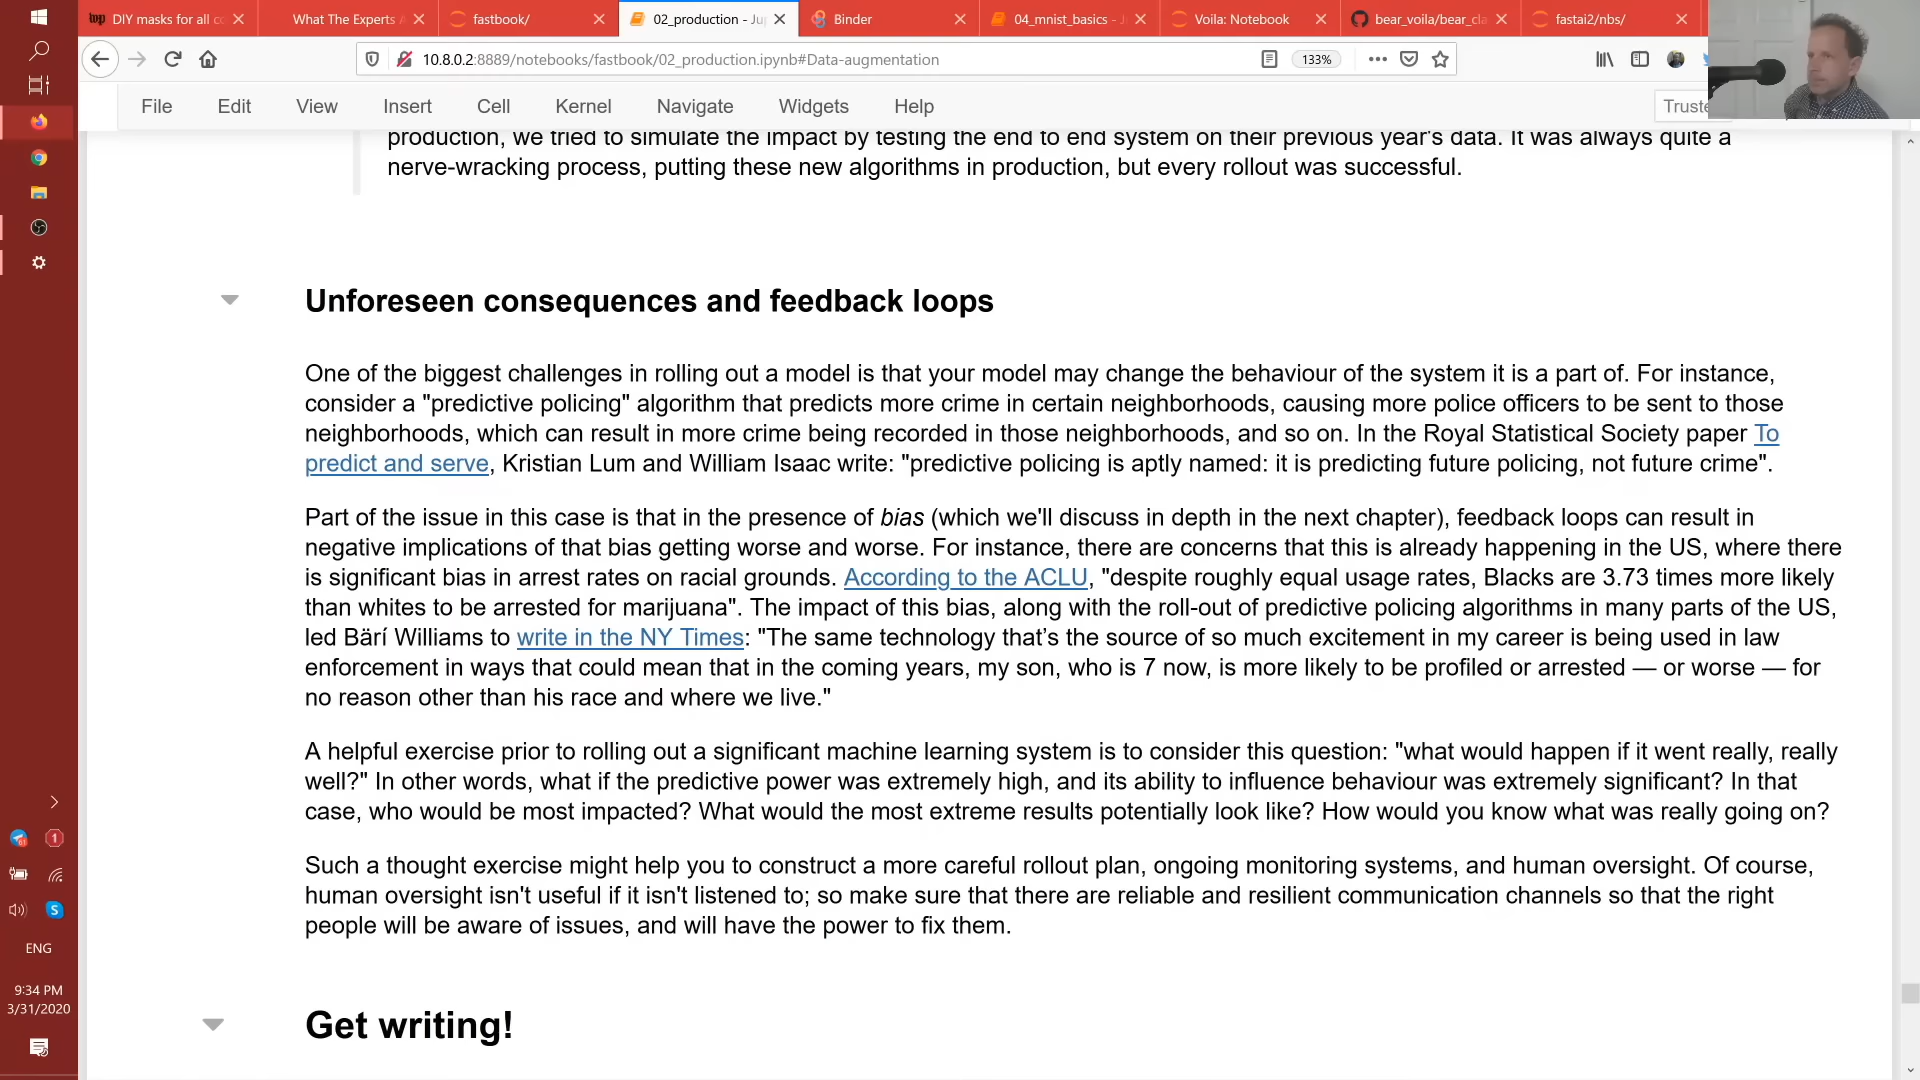 DIY masks for all co
What The Experts A
fastbook/
02_production - Ju
Binder
04_mnist_basics - J
Voila: Notebook
bear_voila/bear_cla
fastai2/nbs/
10.8.0.2:8889/notebooks/fastbook/02_production.ipynb#Data-augmentation
133%
File Edit View Insert Cell Kernel Navigate Widgets Help
Truste
production, we tried to simulate the impact by testing the end to end system on their previous year's data. It was always quite a
nerve-wracking process, putting these new algorithms in production, but every rollout was successful.
Unforeseen consequences and feedback loops
One of the biggest challenges in rolling out a model is that your model may change the behaviour of the system it is a part of. For instance,
consider a "predictive policing" algorithm that predicts more crime in certain neighborhoods, causing more police officers to be sent to those
neighborhoods, which can result in more crime being recorded in those neighborhoods, and so on. In the Royal Statistical Society paper To
predict and serve, Kristian Lum and William Isaac write: "predictive policing is aptly named: it is predicting future policing, not future crime".
Part of the issue in this case is that in the presence of bias (which we'll discuss in depth in the next chapter), feedback loops can result in
negative implications of that bias getting worse and worse. For instance, there are concerns that this is already happening in the US, where there
is significant bias in arrest rates on racial grounds. According to the ACLU, "despite roughly equal usage rates, Blacks are 3.73 times more likely
than whites to be arrested for marijuana". The impact of this bias, along with the roll-out of predictive policing algorithms in many parts of the US,
led Bärí Williams to write in the NY Times: "The same technology that’s the source of so much excitement in my career is being used in law
enforcement in ways that could mean that in the coming years, my son, who is 7 now, is more likely to be profiled or arrested — or worse — for
no reason other than his race and where we live."
A helpful exercise prior to rolling out a significant machine learning system is to consider this question: "what would happen if it went really, really
well?" In other words, what if the predictive power was extremely high, and its ability to influence behaviour was extremely significant? In that
case, who would be most impacted? What would the most extreme results potentially look like? How would you know what was really going on?
Such a thought exercise might help you to construct a more careful rollout plan, ongoing monitoring systems, and human oversight. Of course,
human oversight isn't useful if it isn't listened to; so make sure that there are reliable and resilient communication channels so that the right
people will be aware of issues, and will have the power to fix them.
Get writing!
ENG
9:34 PM
3/31/2020